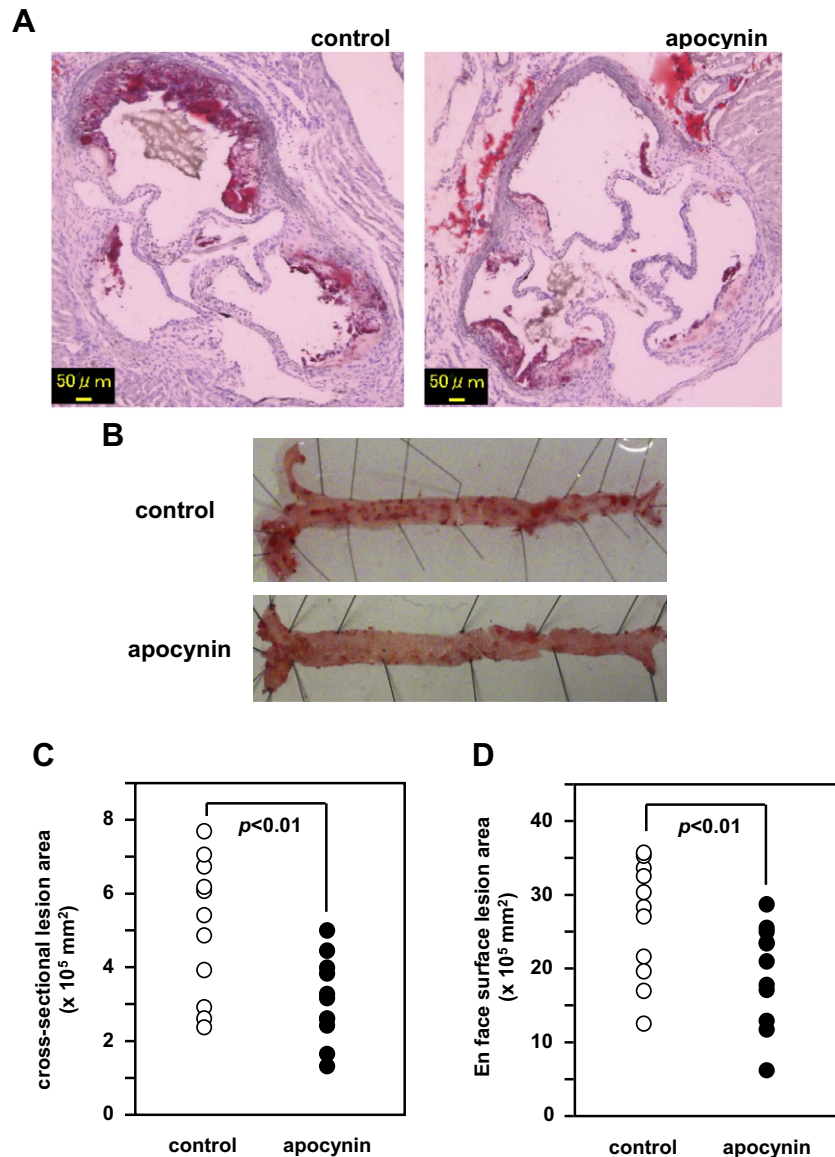 A
control
apocynin
50 μm
50 μm
B
control
apocynin
C
D
cross-sectional lesion area
(x 10⁵ mm²)
8
6
4
2
0
p<0.01
control
apocynin
En face surface lesion area
(x 10⁵ mm²)
40
30
20
10
0
p<0.01
control
apocynin